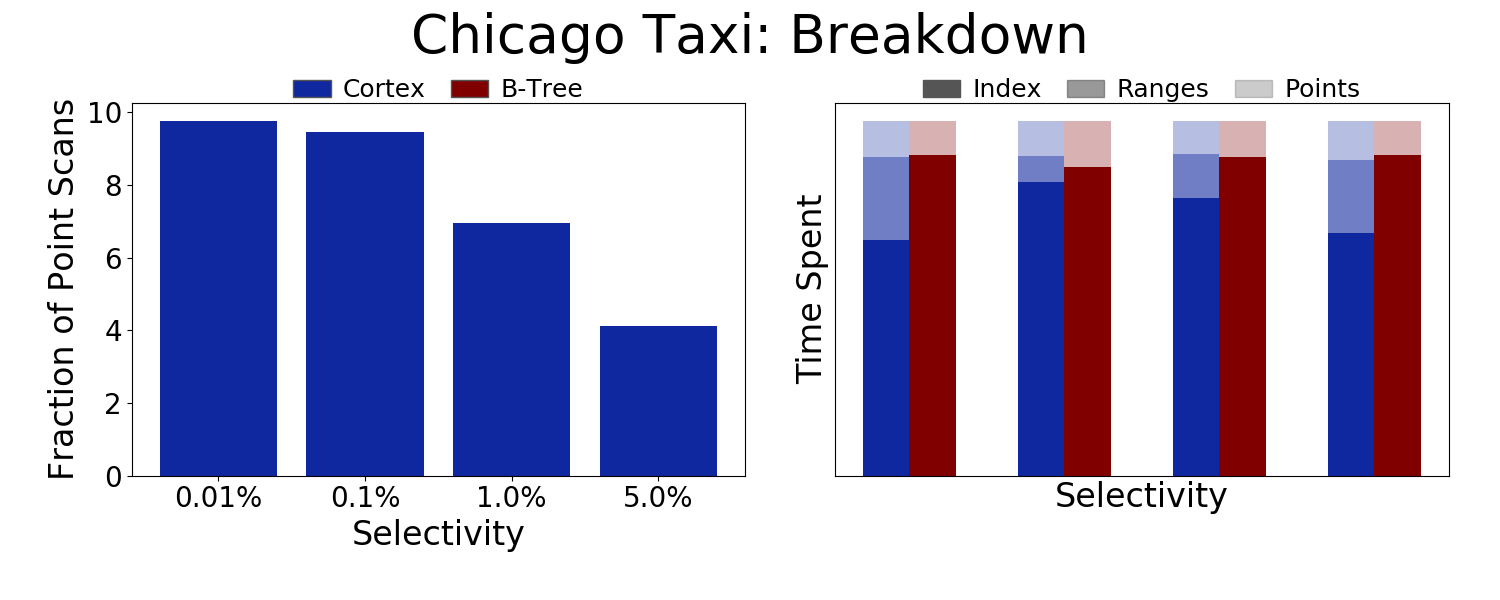 Chicago Taxi: Breakdown
Cortex B-Tree
Fraction of Point Scans
10
8
6
4
2
0
0.01% 0.1% 1.0% 5.0%
Selectivity
Index Ranges Points
Time Spent
Selectivity